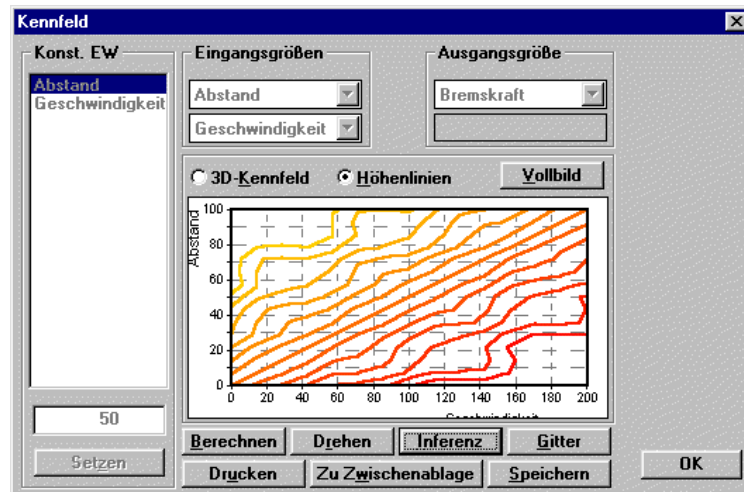 Kennfeld
Konst. EW
Eingangsgrößen
Ausgangsgröße
Abstand
Geschwindigkeit
Abstand
Geschwindigkeit
Bremskraft
3D-Kennfeld
Höhenlinien
Vollbild
Abstand
100
80
60
40
20
0
0 20 40 60 80 100 120 140 160 180 200
Geschwindigkeit
50
Setzen
Berechnen Drehen Inferenz Gitter
Drucken Zu Zwischenablage Speichern
OK